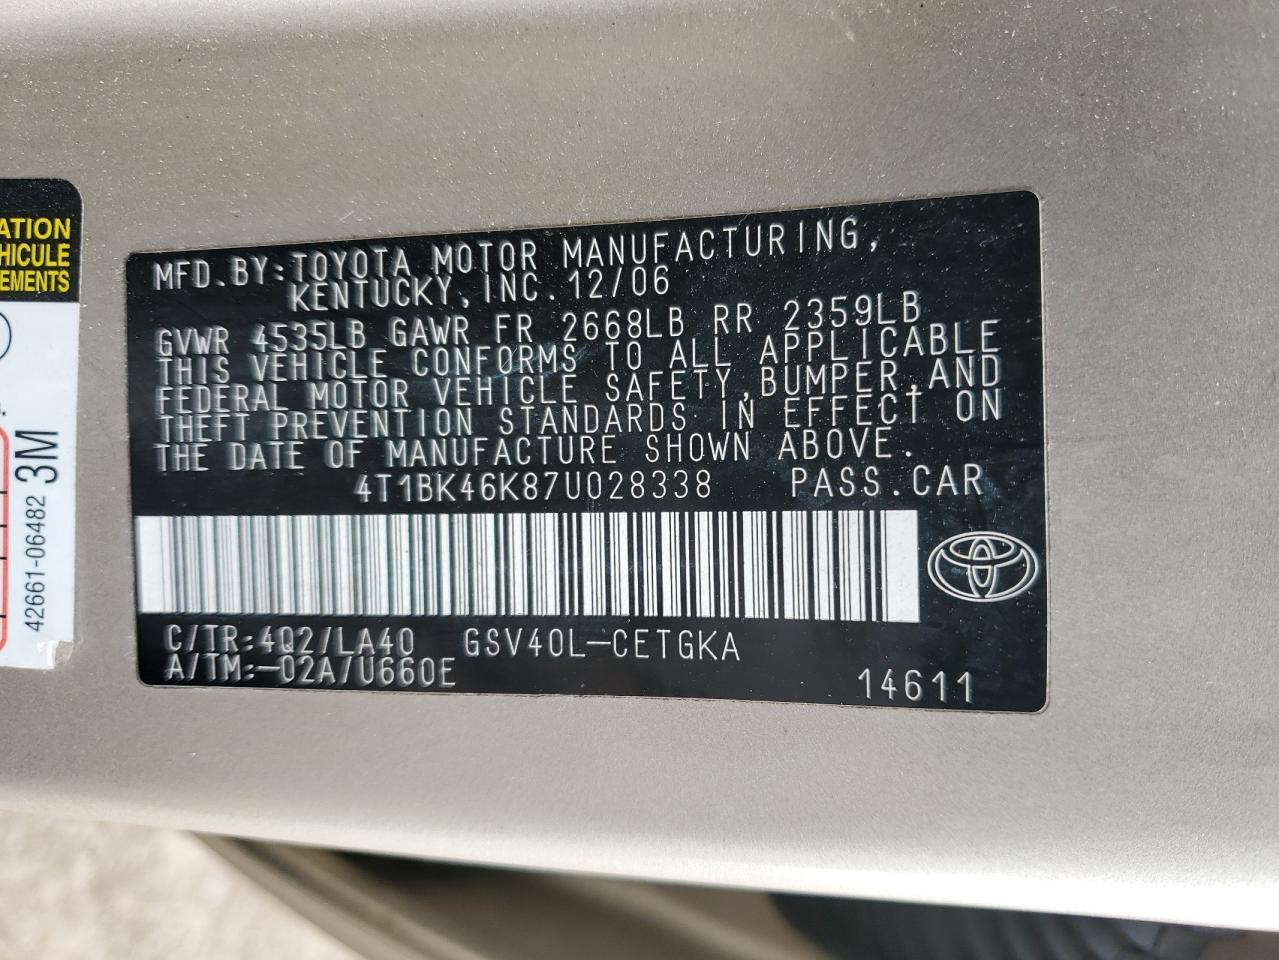 ATION
HICULE
EMENTS
3M
42661-06482
MFD.BY:TOYOTA MOTOR MANUFACTURING,
KENTUCKY,INC.12/06
GVWR 4535LB GAWR FR 2668LB RR 2359LB
THIS VEHICLE CONFORMS TO ALL APPLICABLE
FEDERAL MOTOR VEHICLE SAFETY,BUMPER,AND
THEFT PREVENTION STANDARDS IN EFFECT ON
THE DATE OF MANUFACTURE SHOWN ABOVE.
4T1BK46K87U028338 PASS.CAR
C/TR:4Q2/LA40 GSV40L-CETGKA
A/TM:-02A/U660E
14611